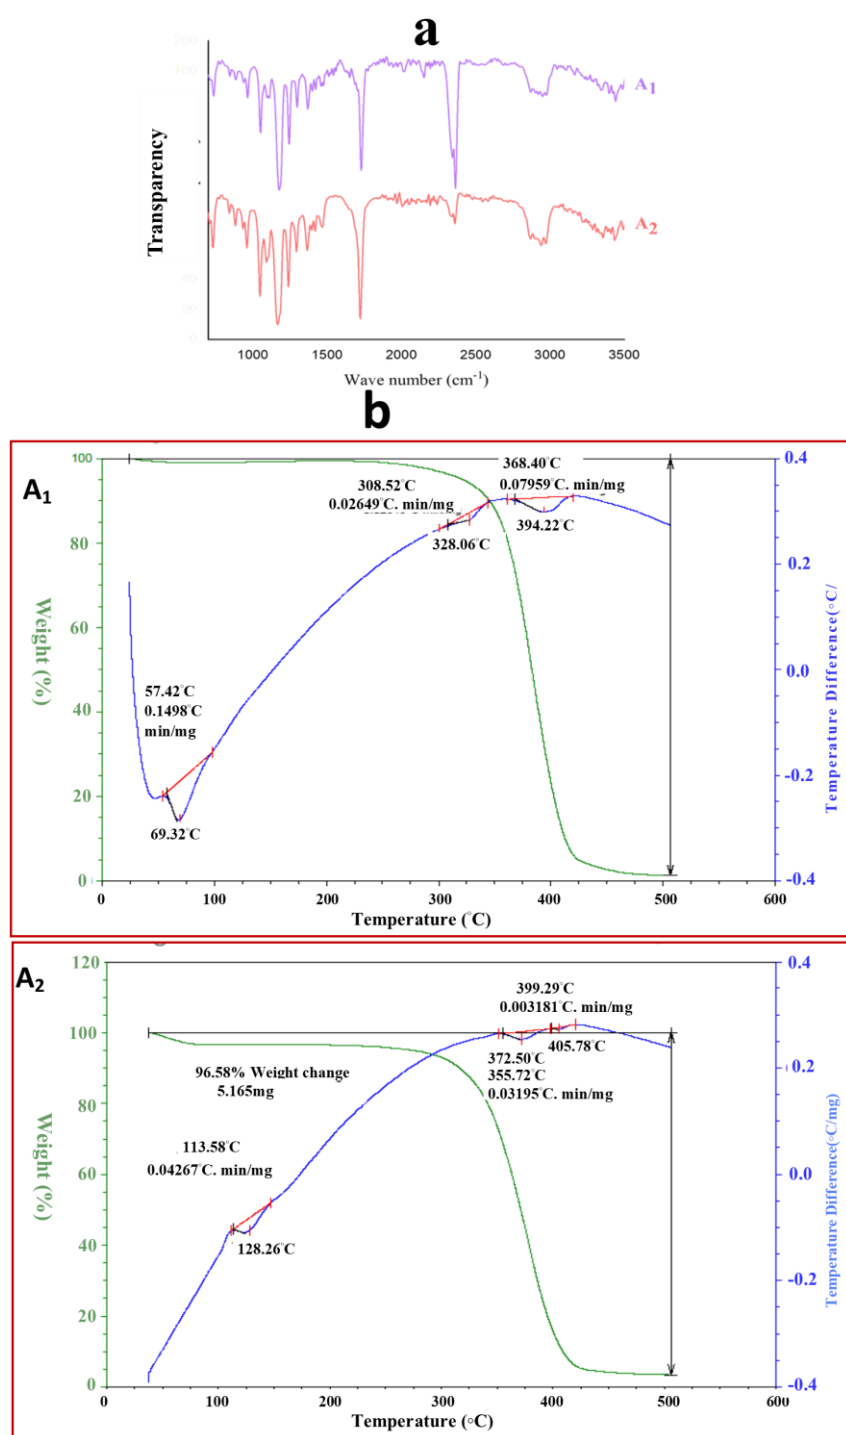 a
200
100
A1
A2
Transparency
50
0
1000 1500 2000 2500 3000 3500
Wave number (cm-1)
b
A1
100
80
60
40
20
0
Weight (%)
308.52°C
0.02649°C. min/mg
328.06°C
368.40°C
0.07959°C. min/mg
394.22°C
57.42°C
0.1498°C
min/mg
69.32°C
0.4
0.2
0.0
-0.2
-0.4
Temperature Difference(°C/
0 100 200 300 400 500 600
Temperature (°C)
A2
120
100
80
60
40
20
0
Weight (%)
399.29°C
0.003181°C. min/mg
405.78°C
372.50°C
355.72°C
0.03195°C. min/mg
96.58% Weight change
5.165mg
113.58°C
0.04267°C. min/mg
128.26°C
0.4
0.2
0.0
-0.2
-0.4
Temperature Difference(°C/mg)
0 100 200 300 400 500 600
Temperature (°C)